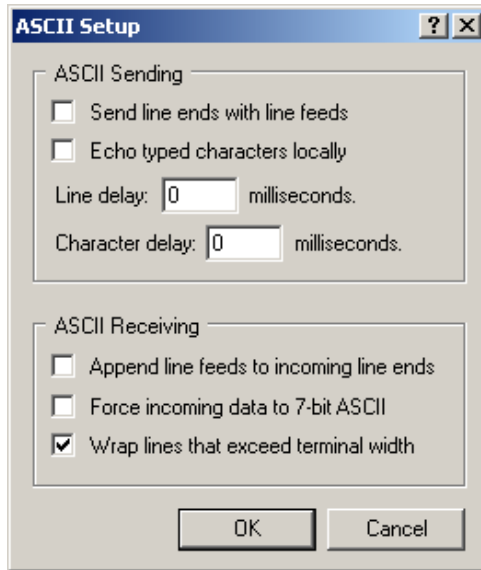 ASCII Setup
ASCII Sending
Send line ends with line feeds
Echo typed characters locally
Line delay: 0 milliseconds.
Character delay: 0 milliseconds.
ASCII Receiving
Append line feeds to incoming line ends
Force incoming data to 7-bit ASCII
Wrap lines that exceed terminal width
OK Cancel